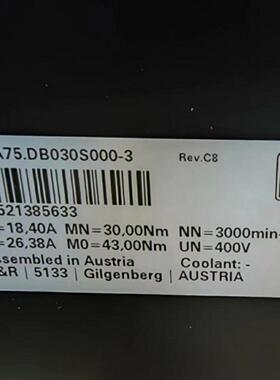 A75.DB030S000-3 Rev.C8
521385633
=18,40A MN=30,00Nm NN=3000min-
=26,38A M0=43,00Nm UN=400V
ssembled in Austria Coolant: -
&R | 5133 | Gilgenberg | AUSTRIA